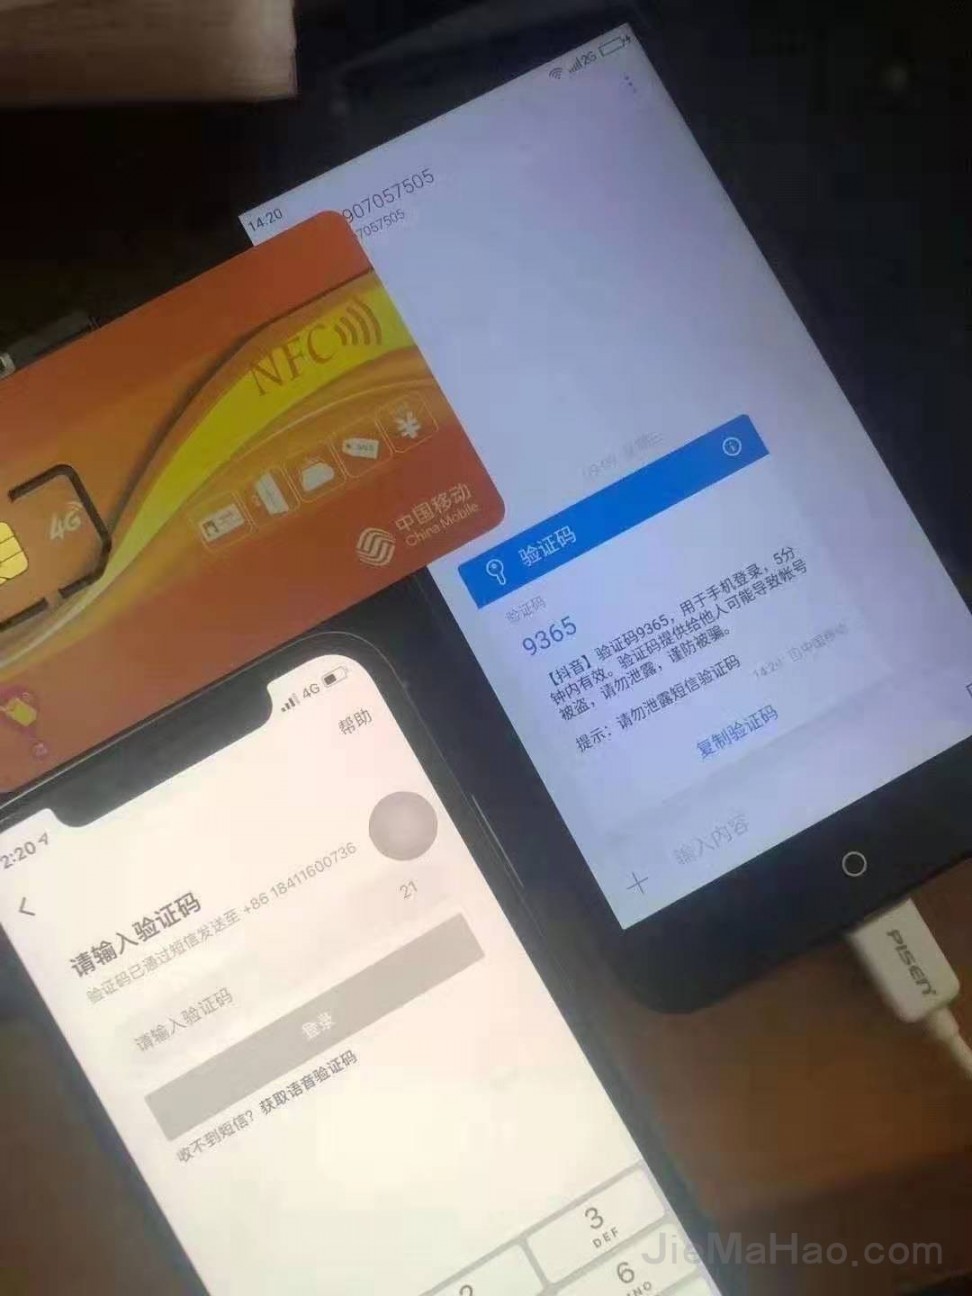 2G
14:20
907057505
7057505
NFC
4G
中国移动
China Mobile
验证码
验证码
9365
【抖音】验证码9365，用于手机登录，5分
钟内有效。验证码提供给他人可能导致帐号
被盗，请勿泄露，谨防被骗。
提示：请勿泄露短信验证码
中国移动
复制验证码
输入内容
PISEN
4G
2:20
帮助
请输入验证码
验证码已通过短信发送至 +86 18411600736
21
请输入验证码
登录
收不到短信？获取语音验证码
3
DEF
2
6
JieMaHao.com